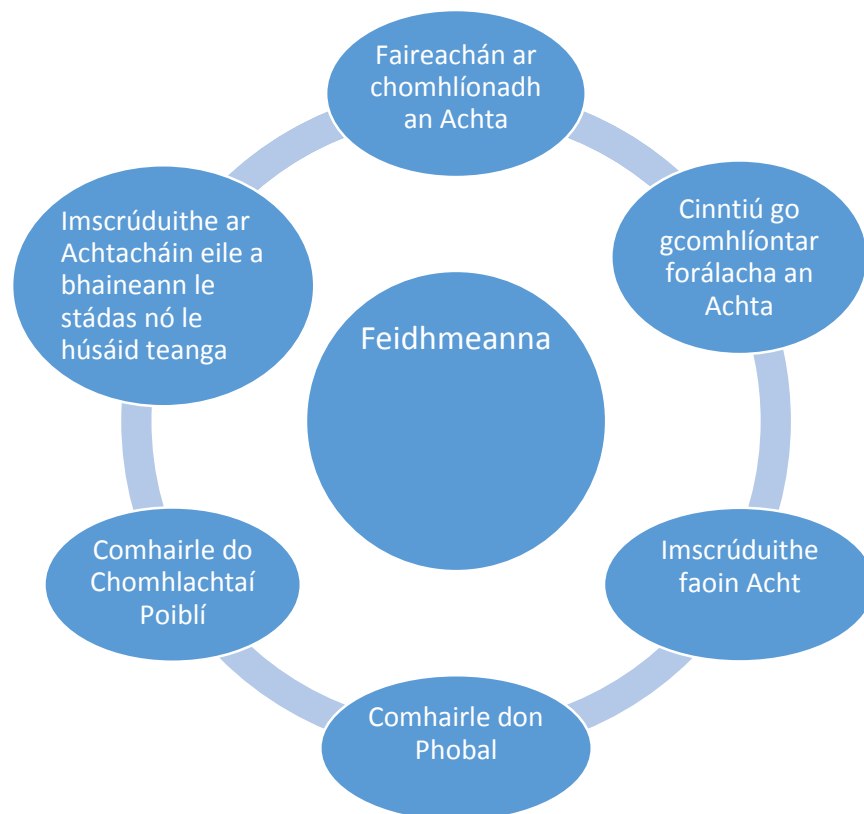 Faireachán ar
chomhlíonadh
an Achta
Cinntiú go
gcomhlíontar
forálacha an
Achta
Imscrúduithe
faoin Acht
Comhairle don
Phobal
Comhairle do
Chomhlachtaí
Poiblí
Imscrúduithe ar
Achtacháin eile a
bhaineann le
stádas nó le
húsáid teanga
Feidhmeanna